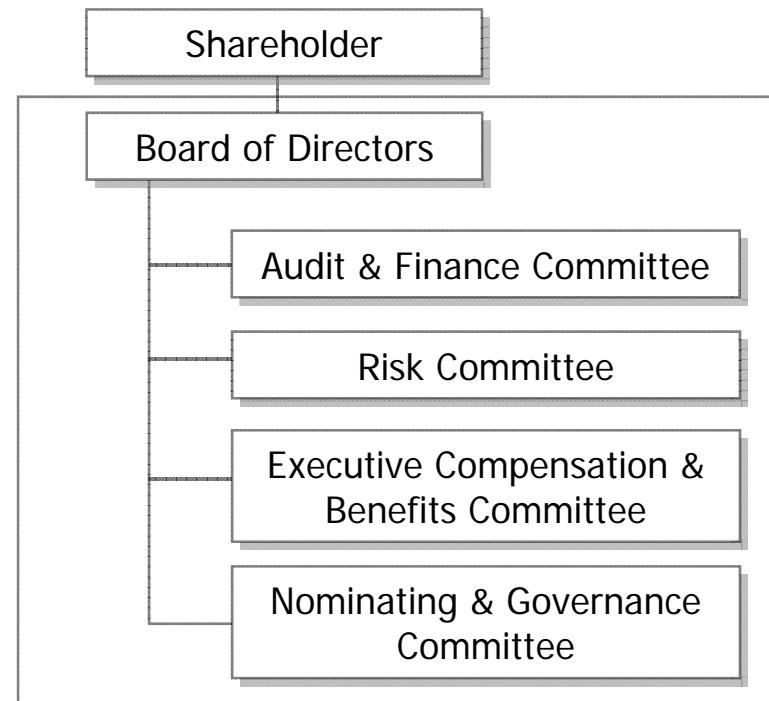 Shareholder
Board of Directors
Audit & Finance Committee
Risk Committee
Executive Compensation &
Benefits Committee
Nominating & Governance
Committee